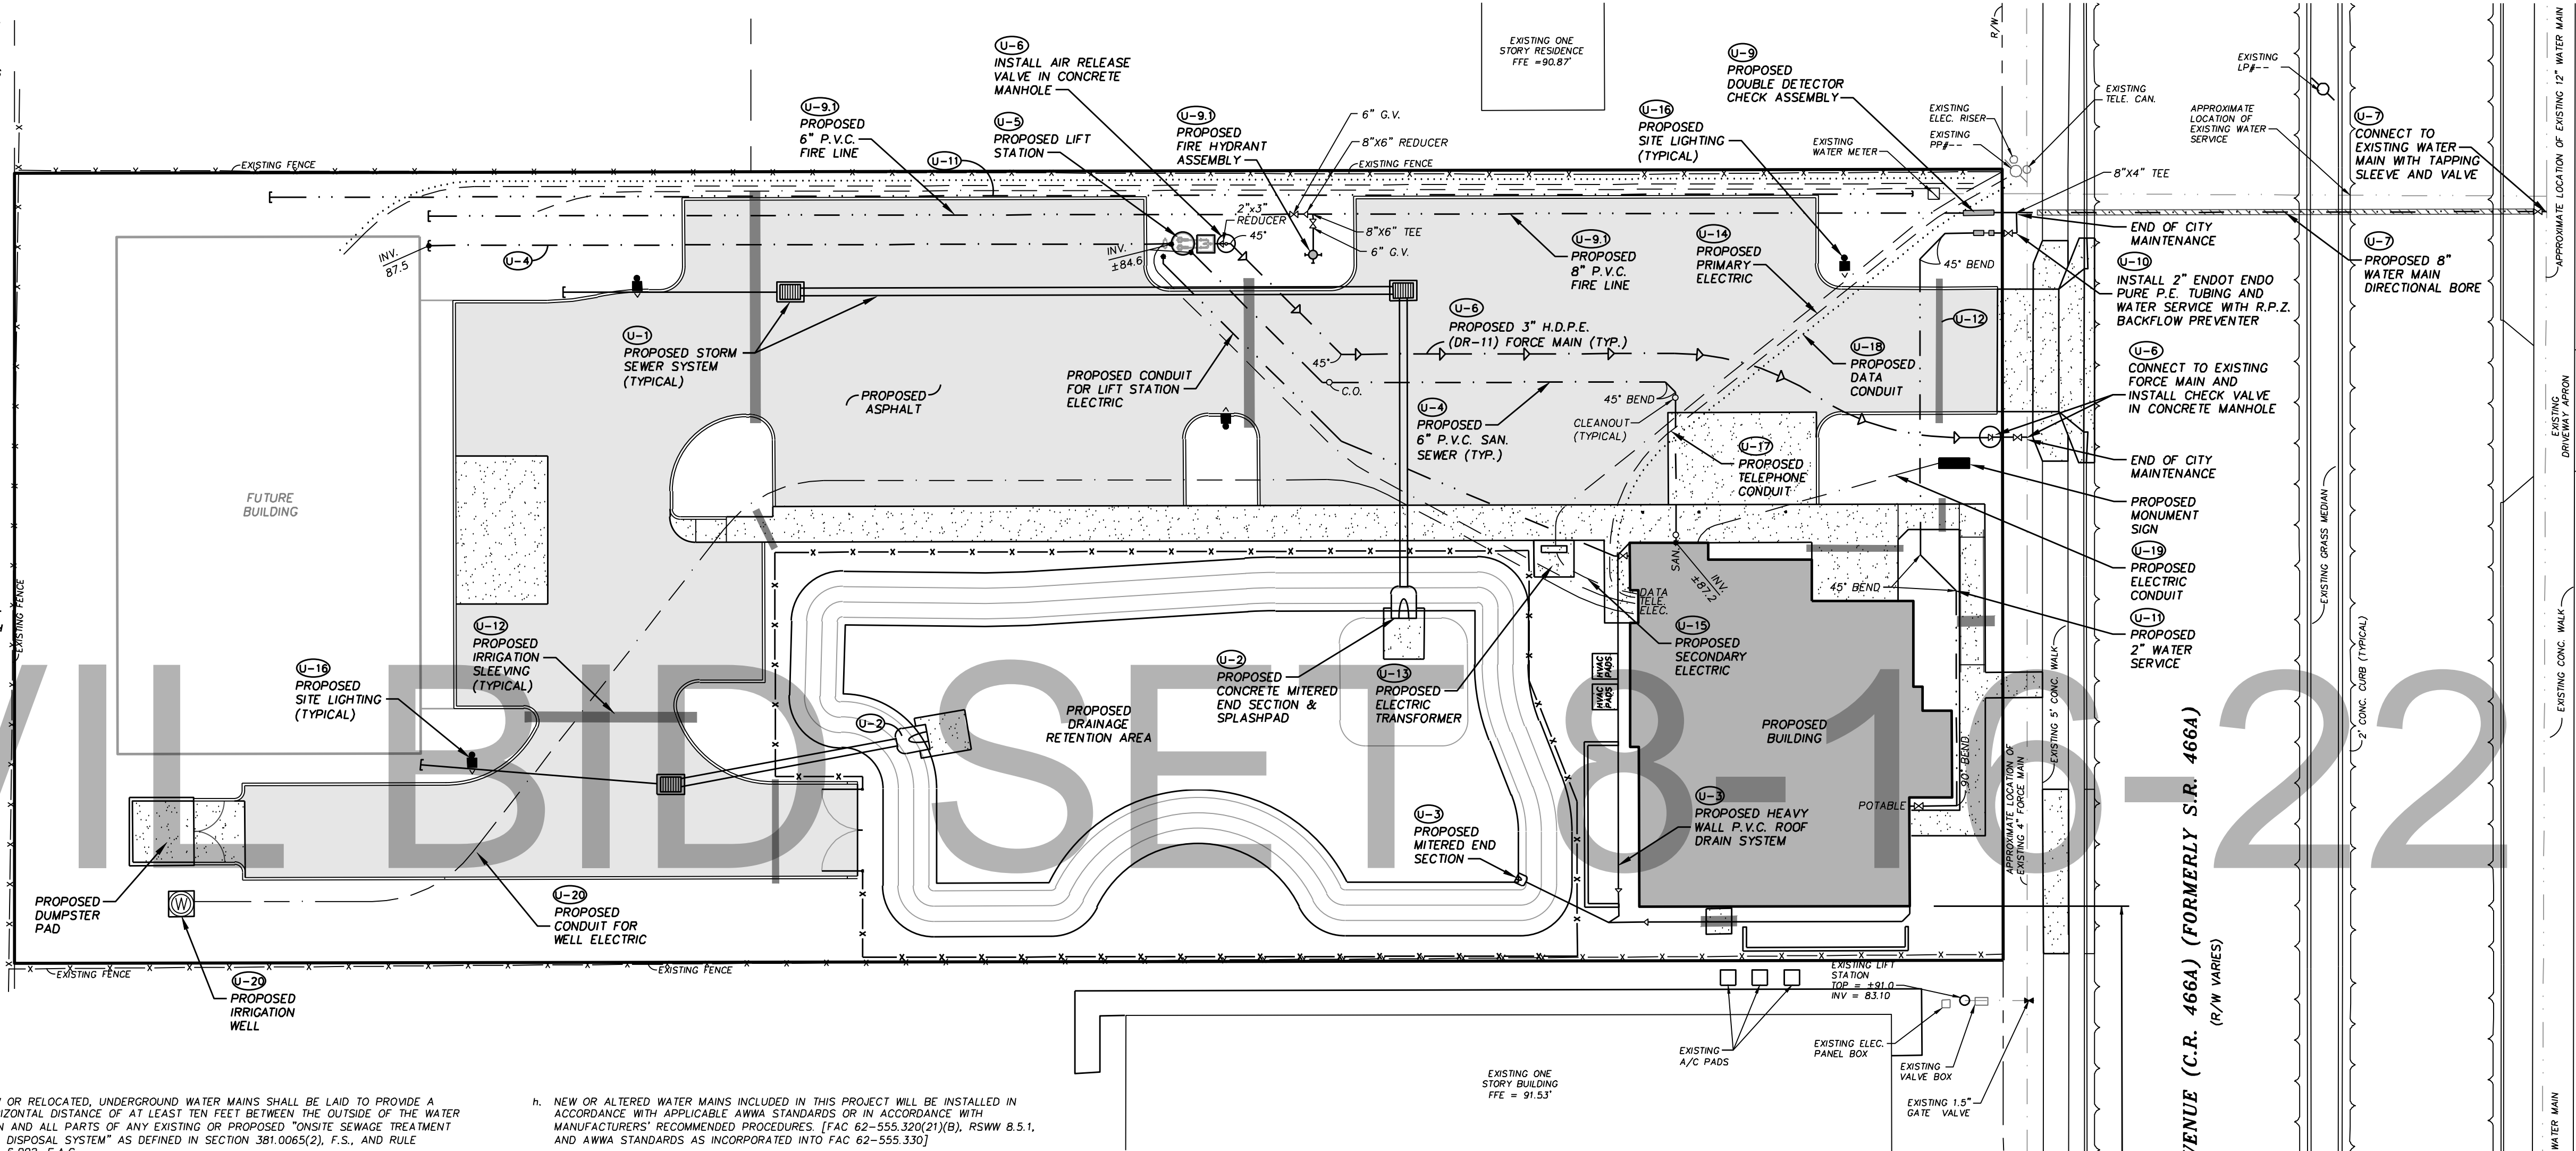 U-6
INSTALL AIR RELEASE
VALVE IN CONCRETE
MANHOLE
U-9.1
PROPOSED
6" P.V.C.
FIRE LINE
U-5
PROPOSED LIFT
STATION
U-9.1
PROPOSED
FIRE HYDRANT
ASSEMBLY
6" G.V.
8"X6" REDUCER
EXISTING FENCE
EXISTING ONE
STORY RESIDENCE
FFE =90.87'
U-16
PROPOSED
SITE LIGHTING
(TYPICAL)
U-9
PROPOSED
DOUBLE DETECTOR
CHECK ASSEMBLY
EXISTING
WATER METER
EXISTING
ELEC. RISER
EXISTING
PP#--
R/W
EXISTING
TELE. CAN.
APPROXIMATE
LOCATION OF
EXISTING WATER
SERVICE
EXISTING
LP#--
U-7
CONNECT TO
EXISTING WATER
MAIN WITH TAPPING
SLEEVE AND VALVE
APPROXIMATE LOCATION OF EXISTING 12" WATER MAIN
EXISTING FENCE
U-11
U-4
INV.
87.5
INV.
±84.6
2"x3"
REDUCER
45°
8"X6" TEE
6" G.V.
U-9.1
PROPOSED
8" P.V.C.
FIRE LINE
U-14
PROPOSED
PRIMARY
ELECTRIC
45° BEND
8"X4" TEE
END OF CITY
MAINTENANCE
U-10
INSTALL 2" ENDOT ENDO
PURE P.E. TUBING AND
WATER SERVICE WITH R.P.Z.
BACKFLOW PREVENTER
U-7
PROPOSED 8"
WATER MAIN
DIRECTIONAL BORE
U-1
PROPOSED STORM
SEWER SYSTEM
(TYPICAL)
PROPOSED
ASPHALT
PROPOSED CONDUIT
FOR LIFT STATION
ELECTRIC
45°
C.O.
U-6
PROPOSED 3" H.D.P.E.
(DR-11) FORCE MAIN (TYP.)
U-4
PROPOSED
6" P.V.C. SAN.
SEWER (TYP.)
45° BEND
CLEANOUT
(TYPICAL)
U-18
PROPOSED
DATA
CONDUIT
U-12
U-17
PROPOSED
TELEPHONE
CONDUIT
U-6
CONNECT TO EXISTING
FORCE MAIN AND
INSTALL CHECK VALVE
IN CONCRETE MANHOLE
END OF CITY
MAINTENANCE
PROPOSED
MONUMENT
SIGN
U-19
PROPOSED
ELECTRIC
CONDUIT
U-11
PROPOSED
2" WATER
SERVICE
EXISTING
DRIVEWAY APRON
EXISTING GRASS MEDIAN
EXISTING CONC. WALK
2' CONC. CURB (TYPICAL)
EXISTING 5' CONC. WALK
APPROXIMATE LOCATION OF
EXISTING 4" FORCE MAIN
FUTURE
BUILDING
EXISTING FENCE
U-12
PROPOSED
IRRIGATION
SLEEVING
(TYPICAL)
U-16
PROPOSED
SITE LIGHTING
(TYPICAL)
U-2
PROPOSED
DRAINAGE
RETENTION AREA
U-2
PROPOSED
CONCRETE MITERED
END SECTION &
SPLASHPAD
U-13
PROPOSED
ELECTRIC
TRANSFORMER
SAN.
INV.
±87.2
DATA
TELE.
ELEC.
U-15
PROPOSED
SECONDARY
ELECTRIC
45° BEND
HVAC
PADS
HVAC
PADS
PROPOSED
BUILDING
90° BEND
POTABLE
U-3
PROPOSED HEAVY
WALL P.V.C. ROOF
DRAIN SYSTEM
U-3
PROPOSED
MITERED END
SECTION
VIL BID SET 8-16-22
PROPOSED
DUMPSTER
PAD
U-20
PROPOSED
CONDUIT FOR
WELL ELECTRIC
W
EXISTING FENCE
EXISTING FENCE
U-20
PROPOSED
IRRIGATION
WELL
EXISTING LIFT
STATION
TOP = ±91.0
INV = 83.10
EXISTING
A/C PADS
EXISTING ELEC.
PANEL BOX
EXISTING
VALVE BOX
EXISTING 1.5"
GATE VALVE
EXISTING ONE
STORY BUILDING
FFE = 91.53'
VENUE (C.R. 466A) (FORMERLY S.R. 466A)
(R/W VARIES)
WATER MAIN
OR RELOCATED, UNDERGROUND WATER MAINS SHALL BE LAID TO PROVIDE A
IZONTAL DISTANCE OF AT LEAST TEN FEET BETWEEN THE OUTSIDE OF THE WATER
N AND ALL PARTS OF ANY EXISTING OR PROPOSED "ONSITE SEWAGE TREATMENT
DISPOSAL SYSTEM" AS DEFINED IN SECTION 381.0065(2), F.S., AND RULE
h. NEW OR ALTERED WATER MAINS INCLUDED IN THIS PROJECT WILL BE INSTALLED IN
ACCORDANCE WITH APPLICABLE AWWA STANDARDS OR IN ACCORDANCE WITH
MANUFACTURERS' RECOMMENDED PROCEDURES. [FAC 62-555.320(21)(B), RSWW 8.5.1,
AND AWWA STANDARDS AS INCORPORATED INTO FAC 62-555.330]